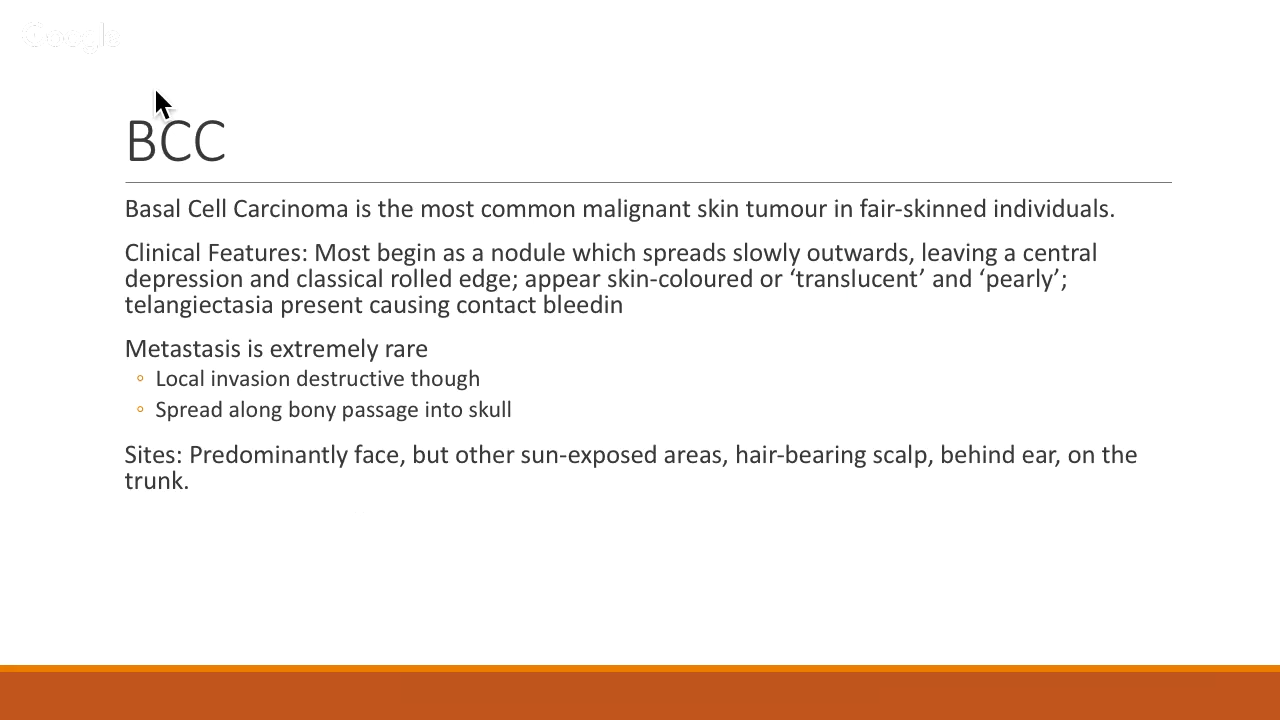 Google
BCC
Basal Cell Carcinoma is the most common malignant skin tumour in fair-skinned individuals.
Clinical Features: Most begin as a nodule which spreads slowly outwards, leaving a central
depression and classical rolled edge; appear skin-coloured or ‘translucent’ and ‘pearly’;
telangiectasia present causing contact bleedin
Metastasis is extremely rare
◦ Local invasion destructive though
◦ Spread along bony passage into skull
Sites: Predominantly face, but other sun-exposed areas, hair-bearing scalp, behind ear, on the
trunk.